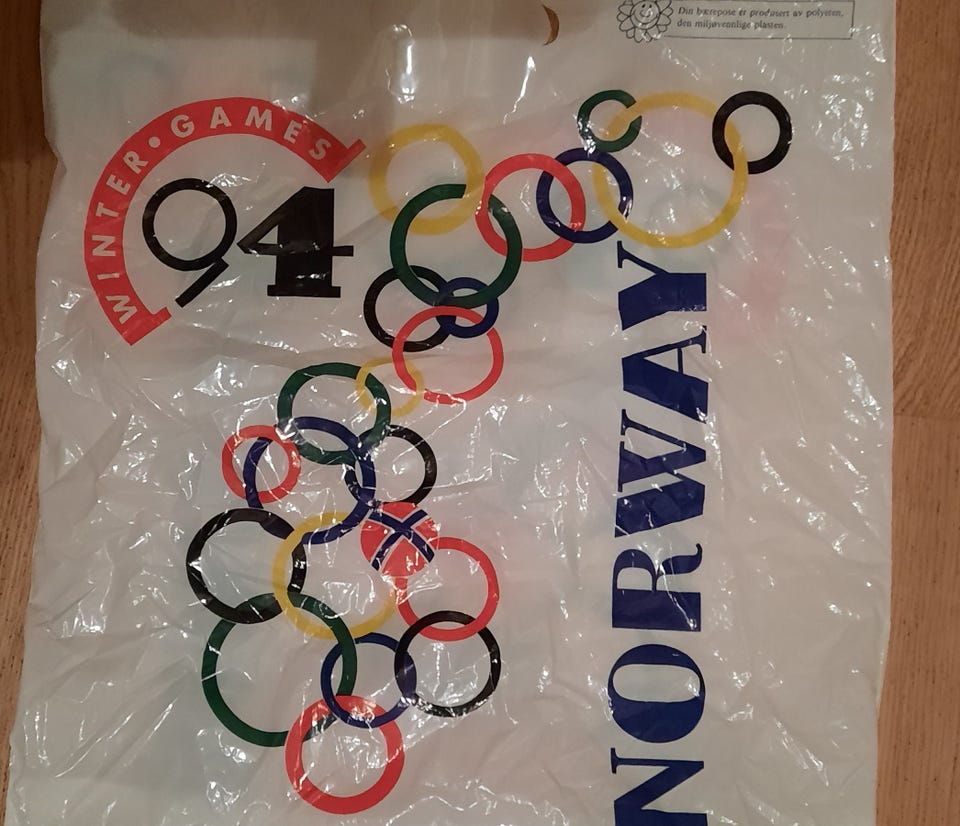 Din bærepose er produsert av polyeten,
den miljøvennlige plasten.
WINTER • GAMES
94
NORWAY